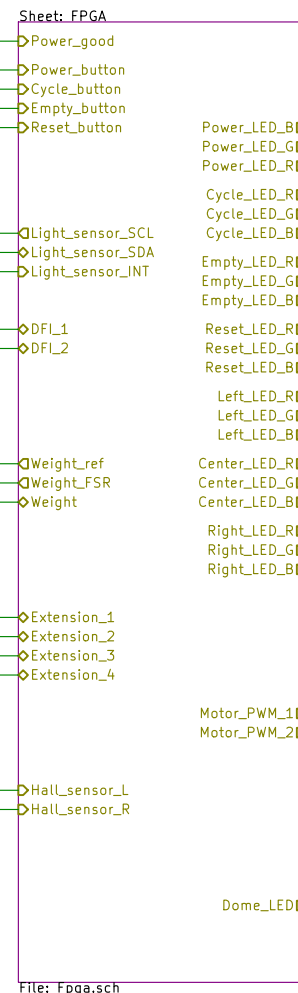 Sheet: FPGA
Power_good
Power_button
Cycle_button
Empty_button
Reset_button
Power_LED_B
Power_LED_G
Power_LED_R
Cycle_LED_R
Cycle_LED_G
Light_sensor_SCL
Cycle_LED_B
Light_sensor_SDA
Empty_LED_R
Light_sensor_INT
Empty_LED_G
Empty_LED_B
DFI_1
Reset_LED_R
DFI_2
Reset_LED_G
Reset_LED_B
Left_LED_R
Left_LED_G
Left_LED_B
Weight_ref
Center_LED_R
Weight_FSR
Center_LED_G
Weight
Center_LED_B
Right_LED_R
Right_LED_G
Right_LED_B
Extension_1
Extension_2
Extension_3
Extension_4
Motor_PWM_1
Motor_PWM_2
Hall_sensor_L
Hall_sensor_R
Dome_LED
File: Fpga.sch